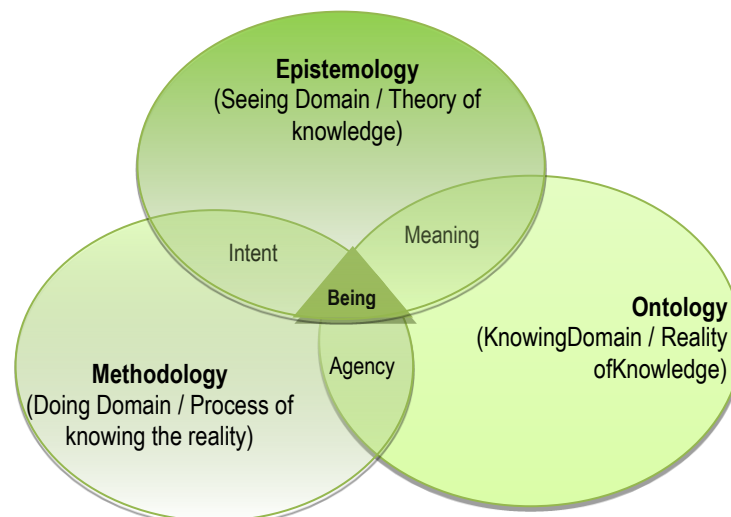 Epistemology
(Seeing Domain / Theory of
knowledge)
Intent
Meaning
Being
Ontology
(KnowingDomain / Reality
ofKnowledge)
Agency
Methodology
(Doing Domain / Process of
knowing the reality)